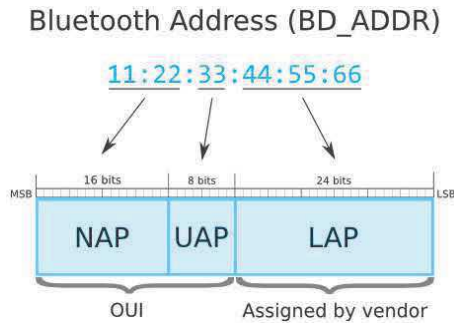 Bluetooth Address (BD_ADDR)
11:22:33:44:55:66
16 bits 8 bits 24 bits
MSB LSB
NAP UAP LAP
OUI Assigned by vendor